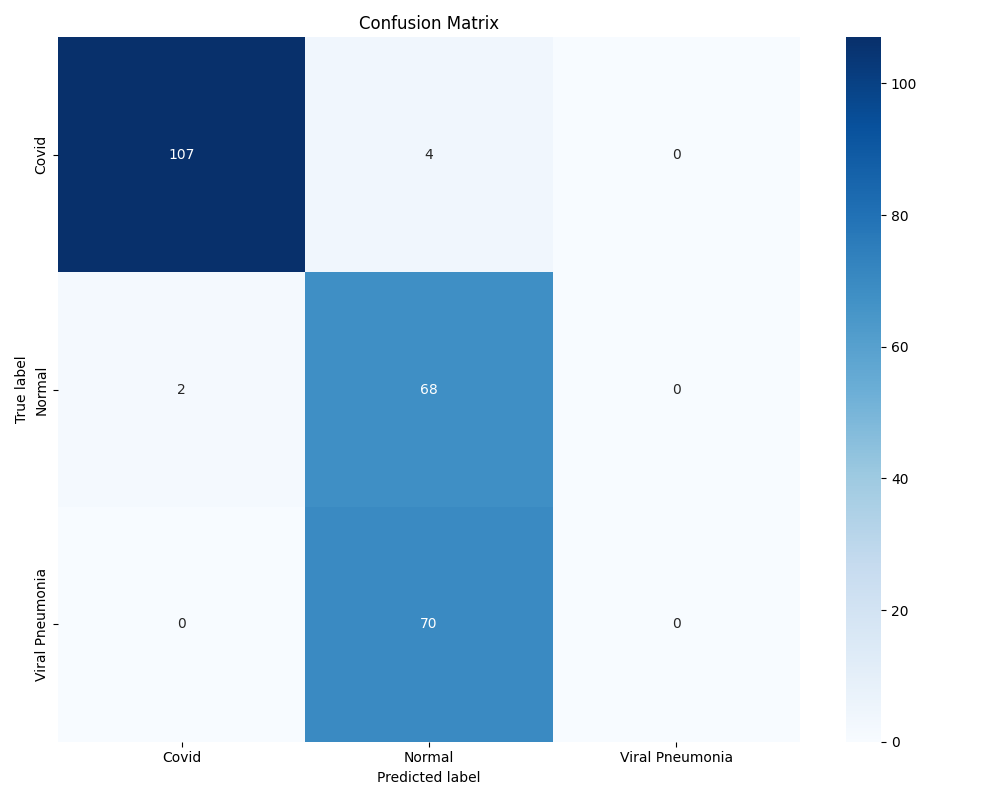 Confusion Matrix
True label
Covid
107 4 0
Normal
2 68 0
Viral Pneumonia
0 70 0
Covid Normal Viral Pneumonia
Predicted label
100
80
60
40
20
0